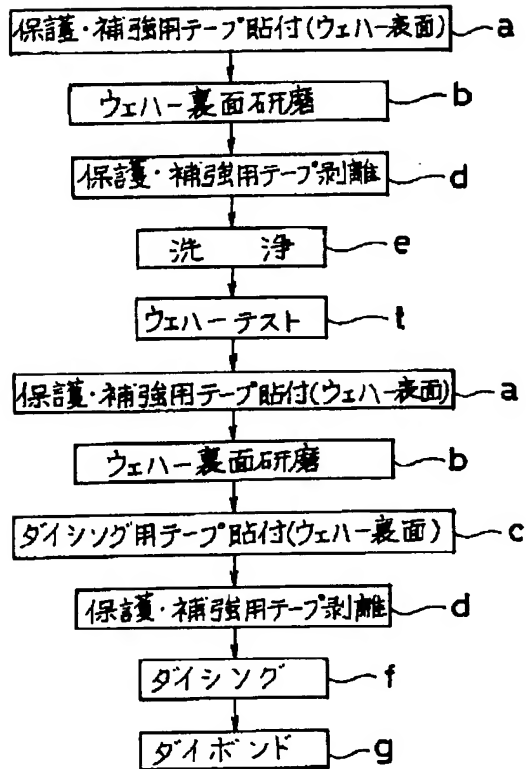 保護・補強用テープ貼付(ウェハー表面) a
ウェハー裏面研磨 b
保護・補強用テープ剥離 d
洗 浄 e
ウェハーテスト t
保護・補強用テープ貼付(ウェハー表面) a
ウェハー裏面研磨 b
ダイシング用テープ貼付(ウェハー裏面) c
保護・補強用テープ剥離 d
ダイシング f
ダイボンド g